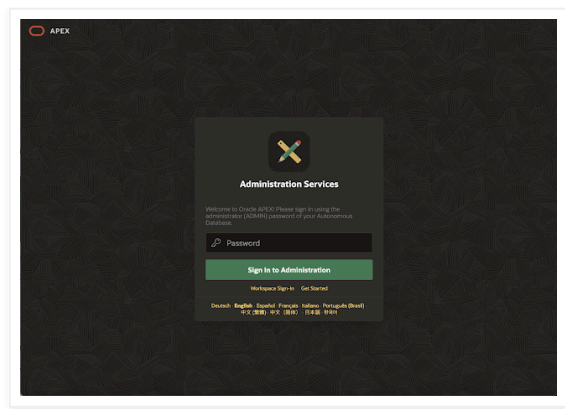 APEX
Administration Services
Welcome to Oracle APEX! Please sign in using the
administrator (ADMIN) password of your Autonomous
Database.
Password
Sign In to Administration
Workspace Sign-In Get Started
Deutsch · English · Español · Français · Italiano · Português (Brasil) ·
中文 (繁體) · 中文 (简体) · 日本語 · 한국어